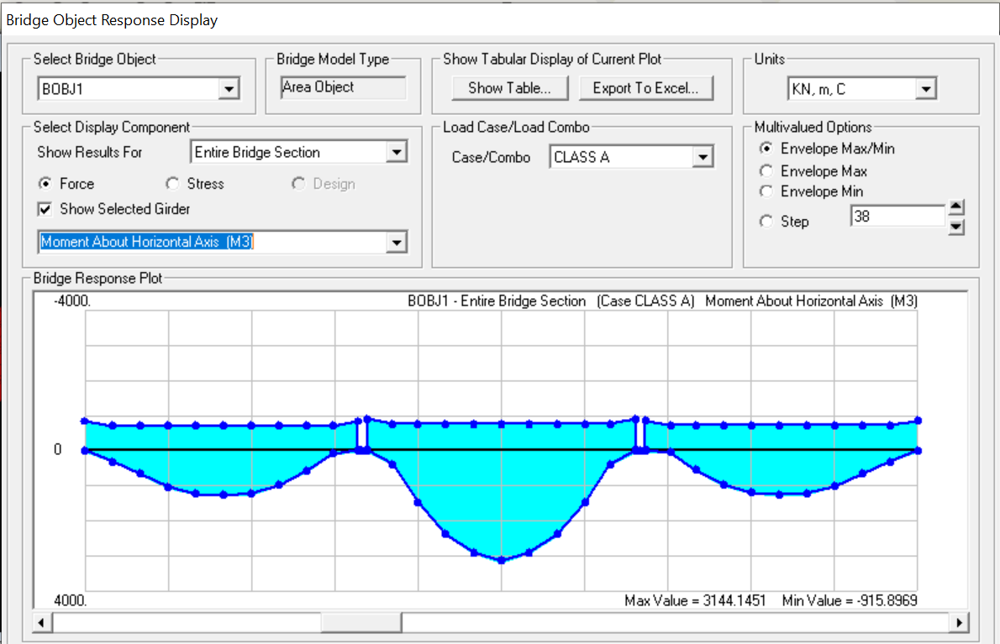 Bridge Object Response Display
Select Bridge Object
BOBJ1
Bridge Model Type
Area Object
Show Tabular Display of Current Plot
Show Table...
Export To Excel...
Units
KN, m, C
Select Display Component
Show Results For
Entire Bridge Section
Force
Stress
Design
Show Selected Girder
Moment About Horizontal Axis (M3)
Load Case/Load Combo
Case/Combo
CLASS A
Multivalued Options
Envelope Max/Min
Envelope Max
Envelope Min
Step
38
Bridge Response Plot
-4000.
BOBJ1 - Entire Bridge Section (Case CLASS A) Moment About Horizontal Axis (M3)
0
4000.
Max Value = 3144.1451 Min Value = -915.8969